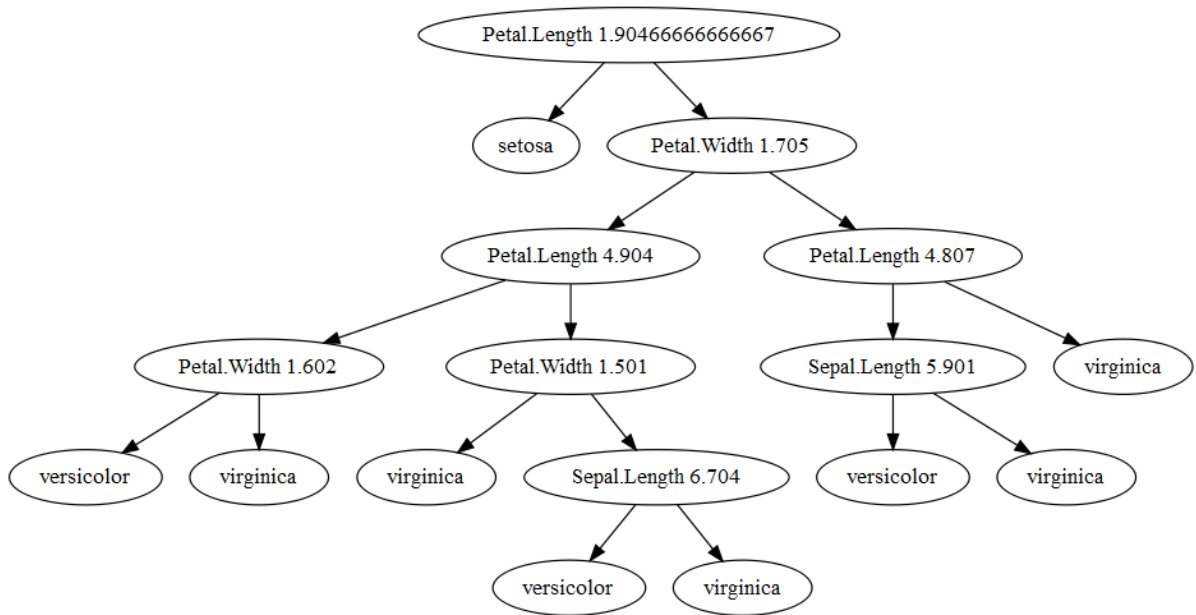 Petal.Length 1.90466666666667
setosa
Petal.Width 1.705
Petal.Length 4.904
Petal.Length 4.807
Petal.Width 1.602
Petal.Width 1.501
Sepal.Length 5.901
virginica
versicolor
virginica
virginica
Sepal.Length 6.704
versicolor
virginica
versicolor
virginica